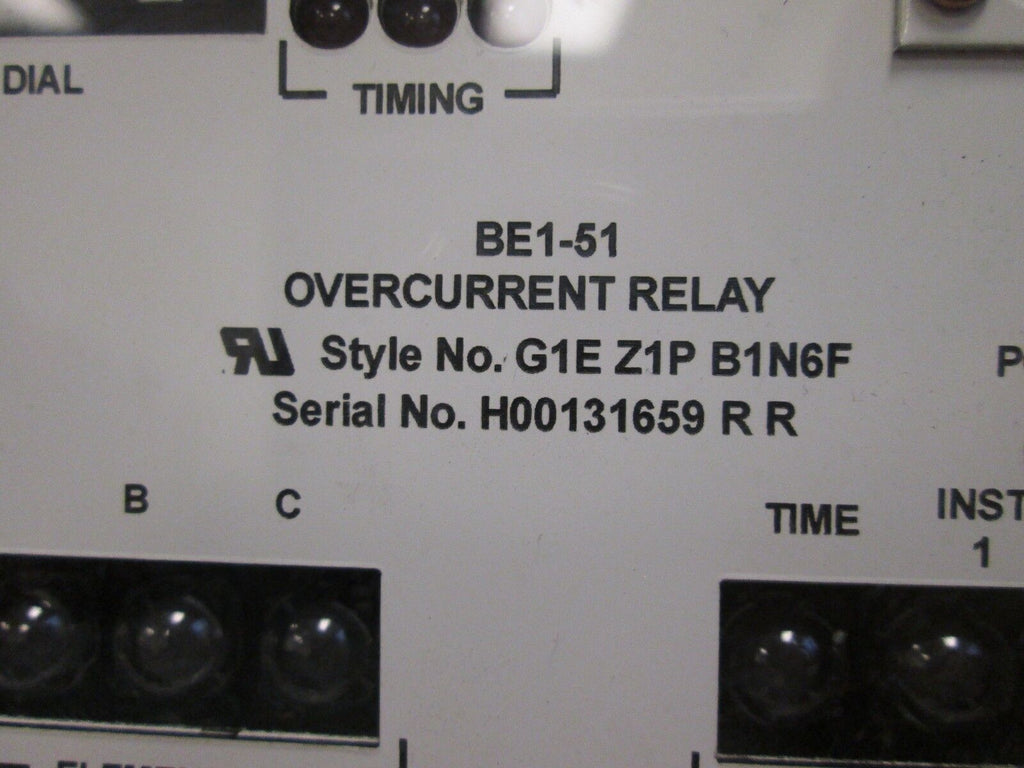 DIAL
TIMING
BE1-51
OVERCURRENT RELAY
Style No. G1E Z1P B1N6F
Serial No. H00131659 R R
B C
TIME INST
1